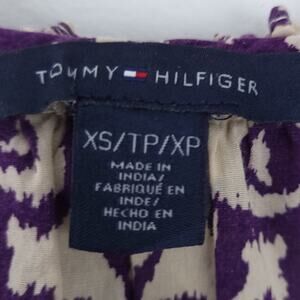 TOMMY HILFIGER
XS/TP/XP
MADE IN
INDIA/
FABRIQUÉ EN
INDE/
HECHO EN
INDIA